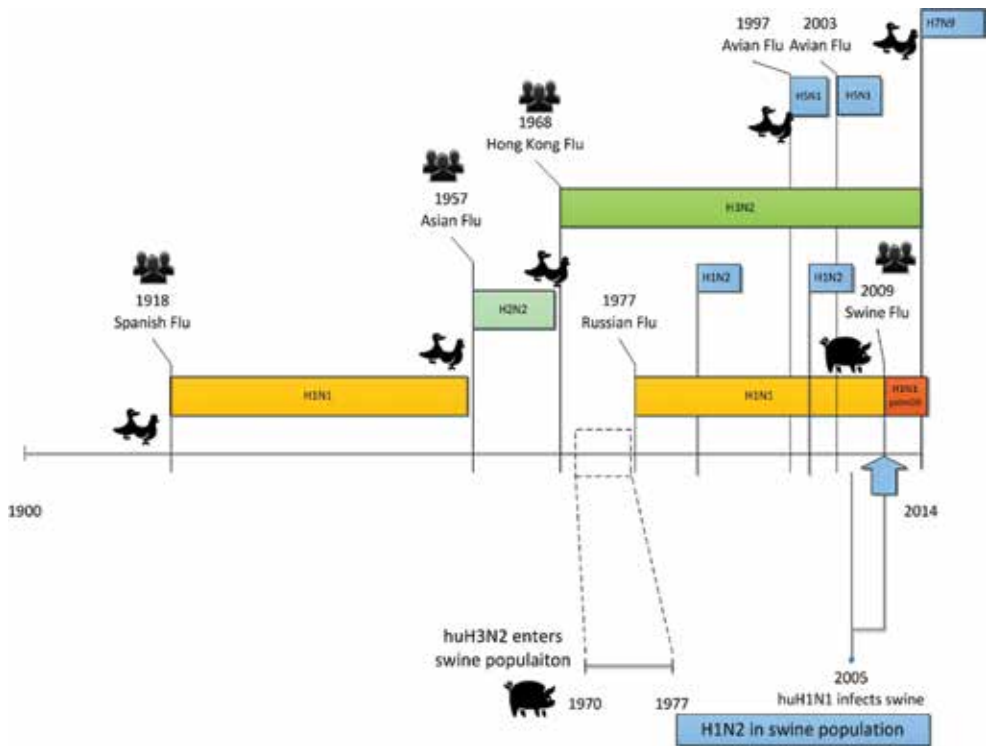 H7N9
1997
Avian Flu
2003
Avian Flu
H5N1
H5N1
1968
Hong Kong Flu
1957
Asian Flu
H3N2
H1N2
H1N2
1918
Spanish Flu
H2N2
1977
Russian Flu
2009
Swine Flu
H1N1
H1N1
H1N1
1900
2014
huH3N2 enters
swine populaiton
1970
1977
2005
huH1N1 infects swine
H1N2 in swine population